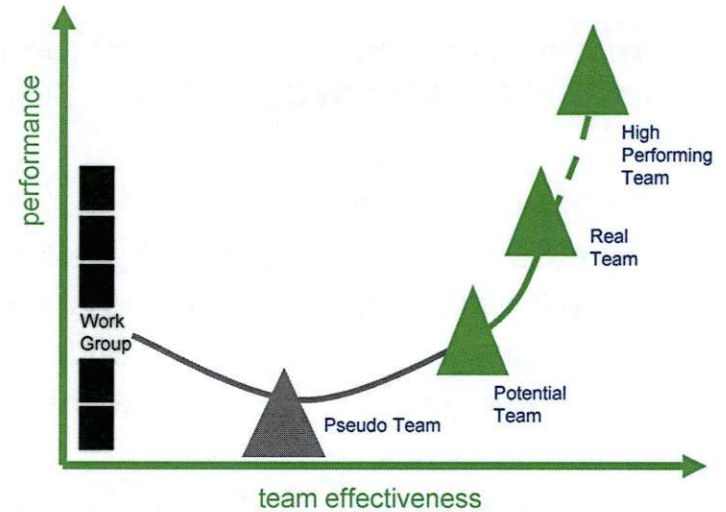 performance
High
Performing
Team
Real
Team
Work
Group
Potential
Team
Pseudo Team
team effectiveness